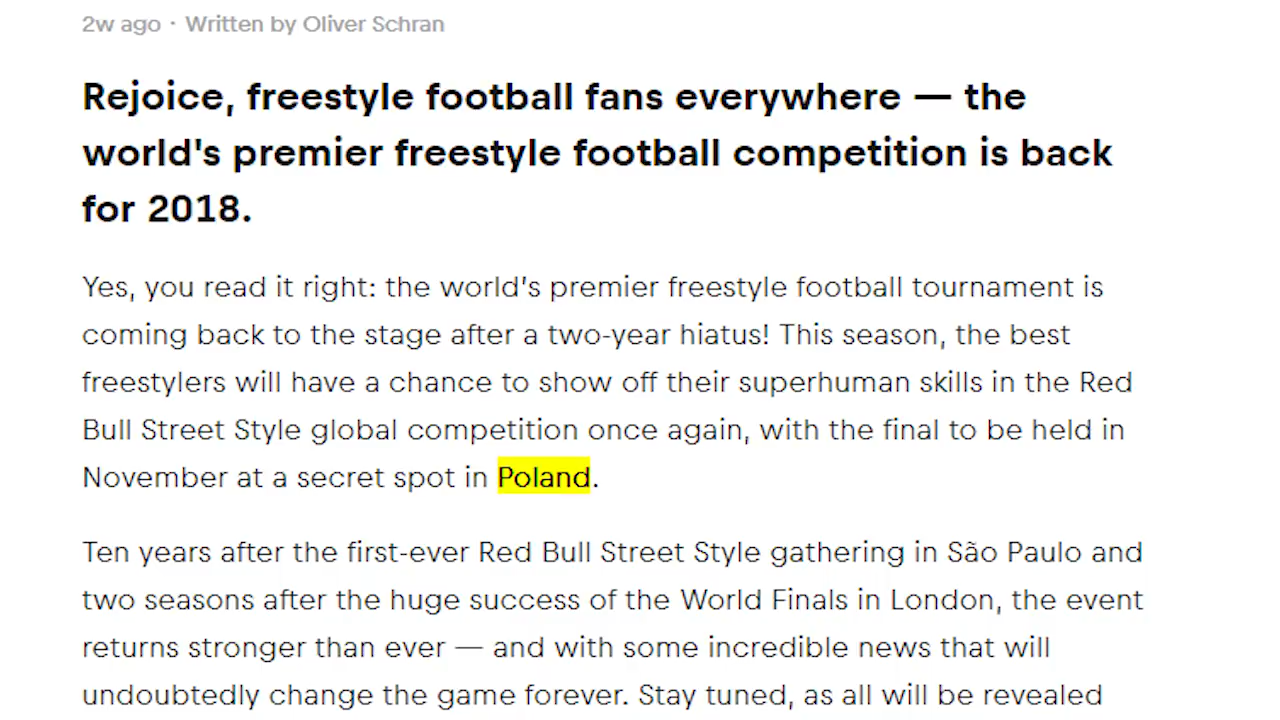 2w ago · Written by Oliver Schran
Rejoice, freestyle football fans everywhere — the
world's premier freestyle football competition is back
for 2018.
Yes, you read it right: the world’s premier freestyle football tournament is
coming back to the stage after a two-year hiatus! This season, the best
freestylers will have a chance to show off their superhuman skills in the Red
Bull Street Style global competition once again, with the final to be held in
November at a secret spot in Poland.
Ten years after the first-ever Red Bull Street Style gathering in São Paulo and
two seasons after the huge success of the World Finals in London, the event
returns stronger than ever — and with some incredible news that will
undoubtedly change the game forever. Stay tuned, as all will be revealed